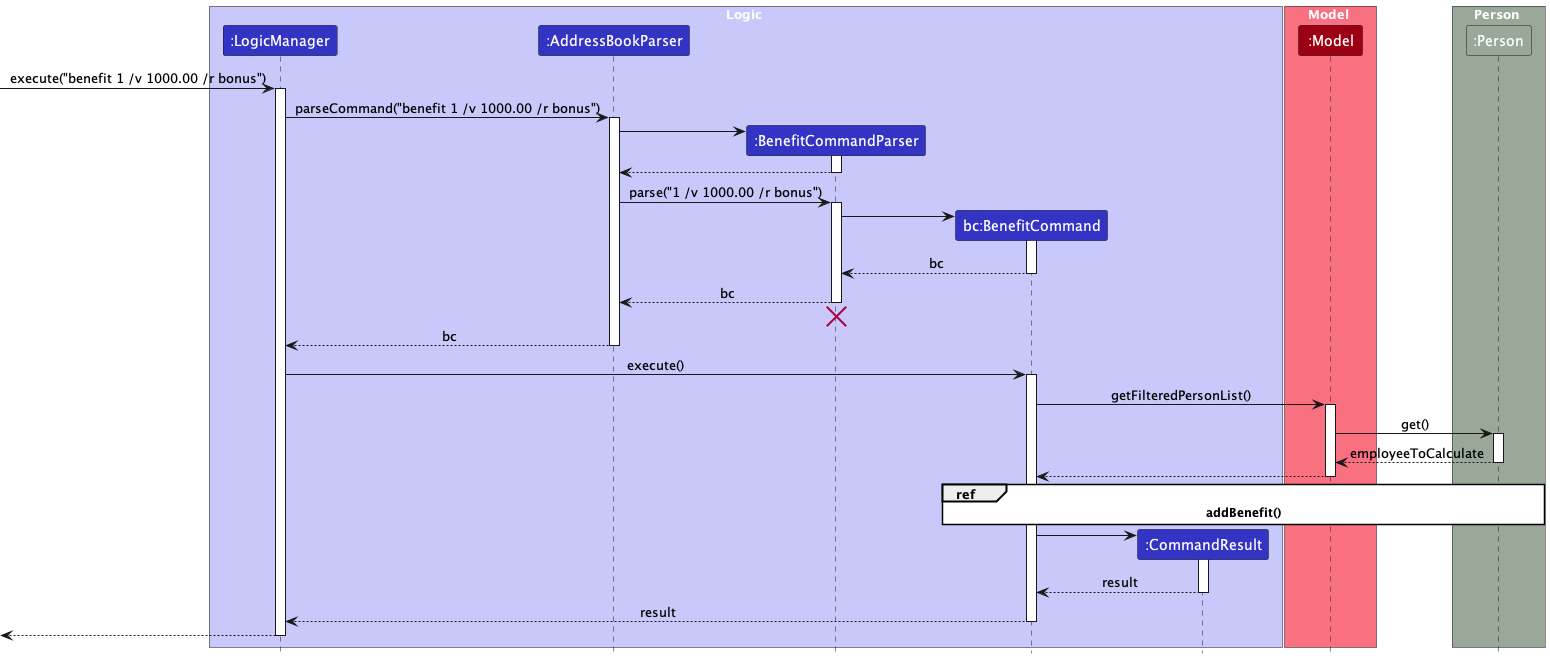 Logic
Model
Person
:LogicManager
:AddressBookParser
:Model
:Person
execute("benefit 1 /v 1000.00 /r bonus")
parseCommand("benefit 1 /v 1000.00 /r bonus")
:BenefitCommandParser
parse("1 /v 1000.00 /r bonus")
bc:BenefitCommand
bc
bc
bc
execute()
getFilteredPersonList()
get()
employeeToCalculate
ref
addBenefit()
:CommandResult
result
result